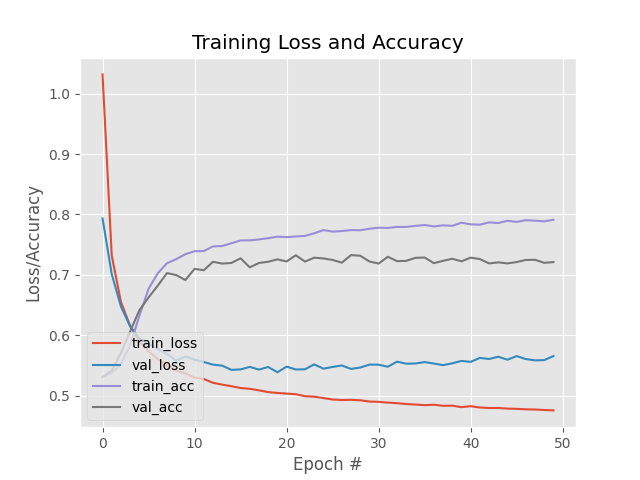 Training Loss and Accuracy
Loss/Accuracy
1.0
0.9
0.8
0.7
0.6
0.5
train_loss
val_loss
train_acc
val_acc
0 10 20 30 40 50
Epoch #